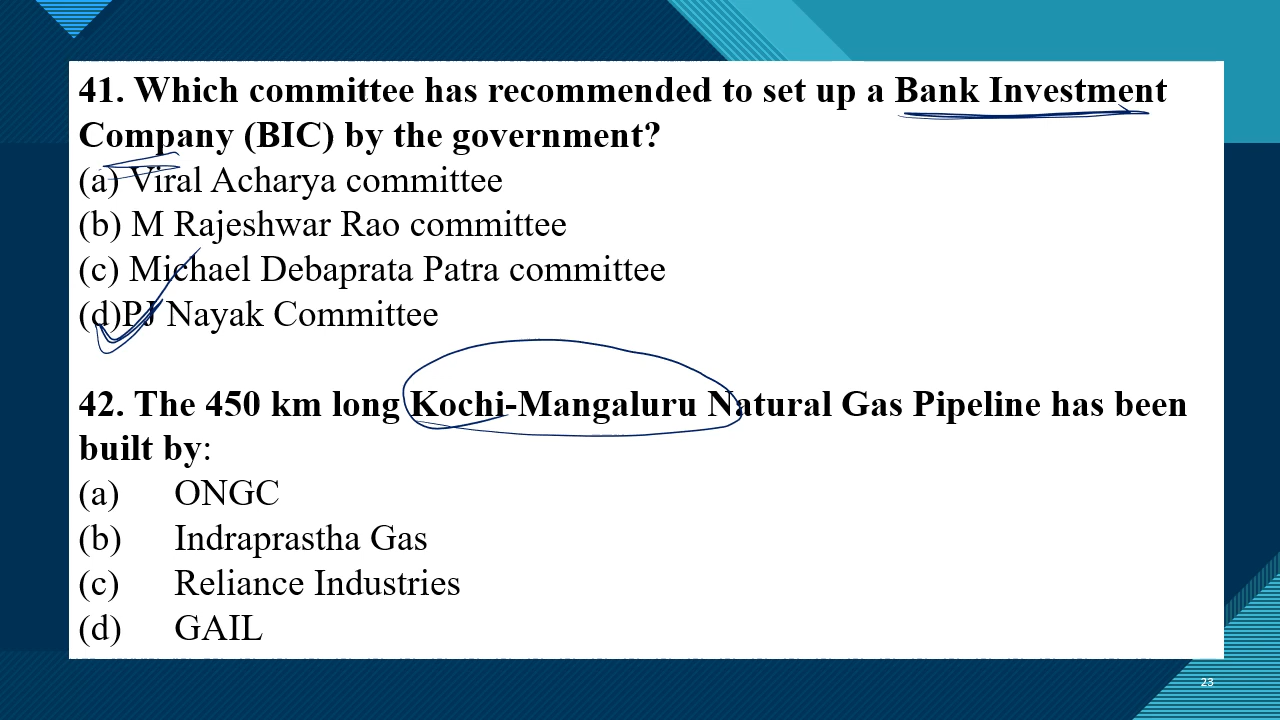 41. Which committee has recommended to set up a Bank Investment
Company (BIC) by the government?
(a) Viral Acharya committee
(b) M Rajeshwar Rao committee
(c) Michael Debaprata Patra committee
(d)PJ Nayak Committee
42. The 450 km long Kochi-Mangaluru Natural Gas Pipeline has been
built by:
(a) ONGC
(b) Indraprastha Gas
(c) Reliance Industries
(d) GAIL
23